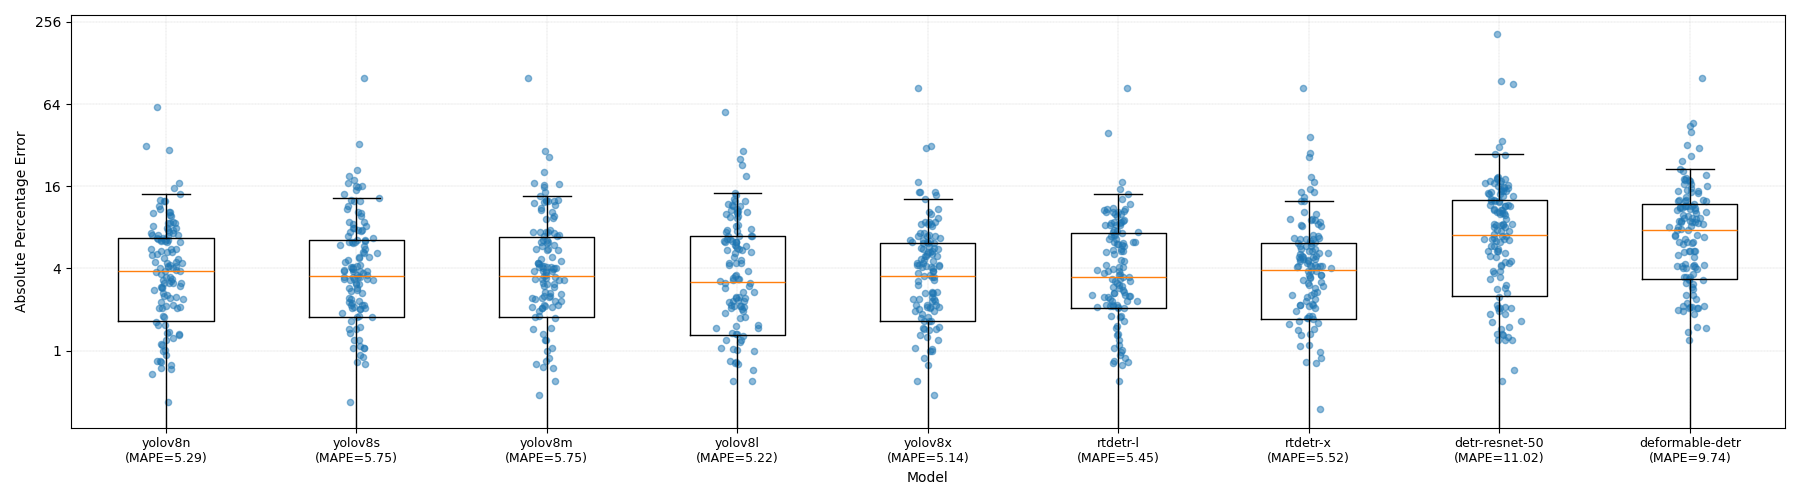 256
64
16
4
1
Absolute Percentage Error
yolov8n
(MAPE=5.29)
yolov8s
(MAPE=5.75)
yolov8m
(MAPE=5.75)
yolov8l
(MAPE=5.22)
yolov8x
(MAPE=5.14)
rtdetr-l
(MAPE=5.45)
rtdetr-x
(MAPE=5.52)
detr-resnet-50
(MAPE=11.02)
deformable-detr
(MAPE=9.74)
Model